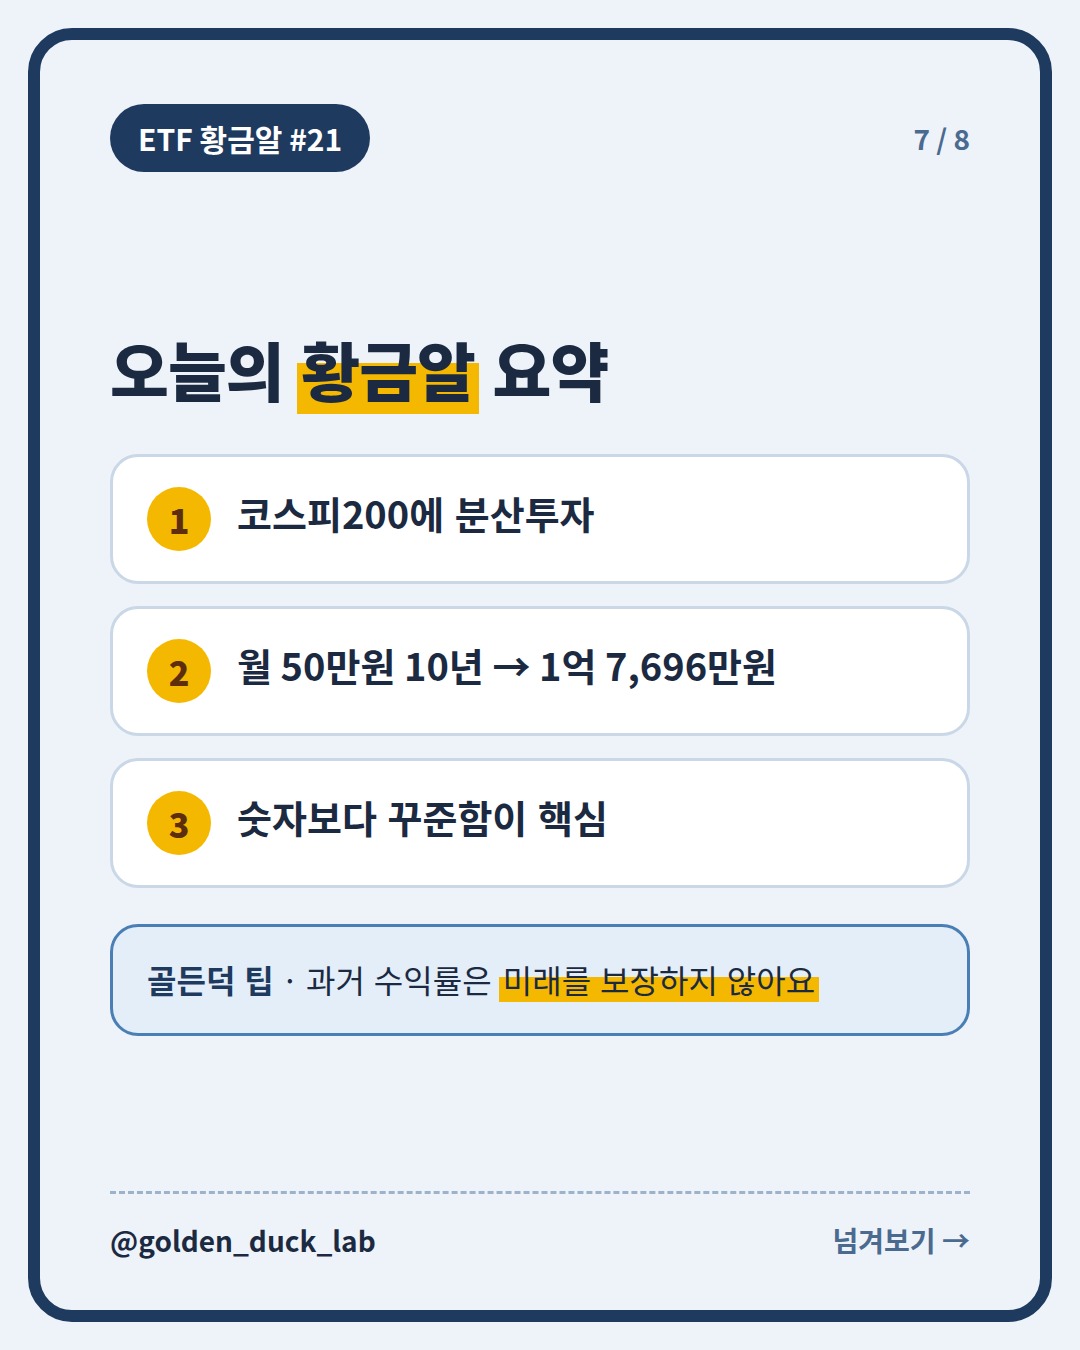 ETF 황금알 #21
7 / 8
오늘의 황금알 요약
1 코스피200에 분산투자
2 월 50만원 10년 → 1억 7,696만원
3 숫자보다 꾸준함이 핵심
골든덕 팁 · 과거 수익률은 미래를 보장하지 않아요
@golden_duck_lab
넘겨보기 →